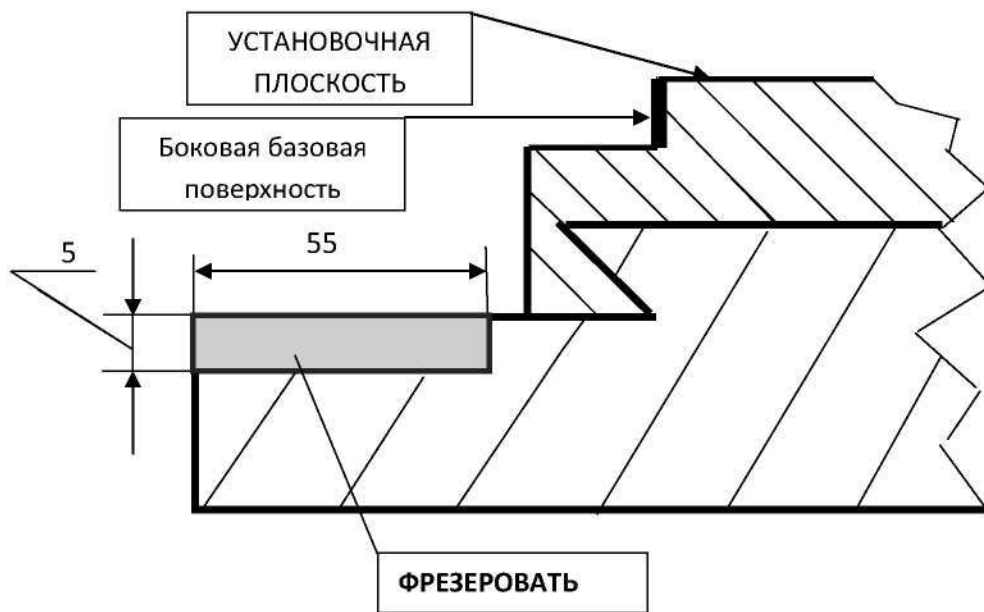 УСТАНОВОЧНАЯ
ПЛОСКОСТЬ
Боковая базовая
поверхность
5
55
ФРЕЗЕРОВАТЬ